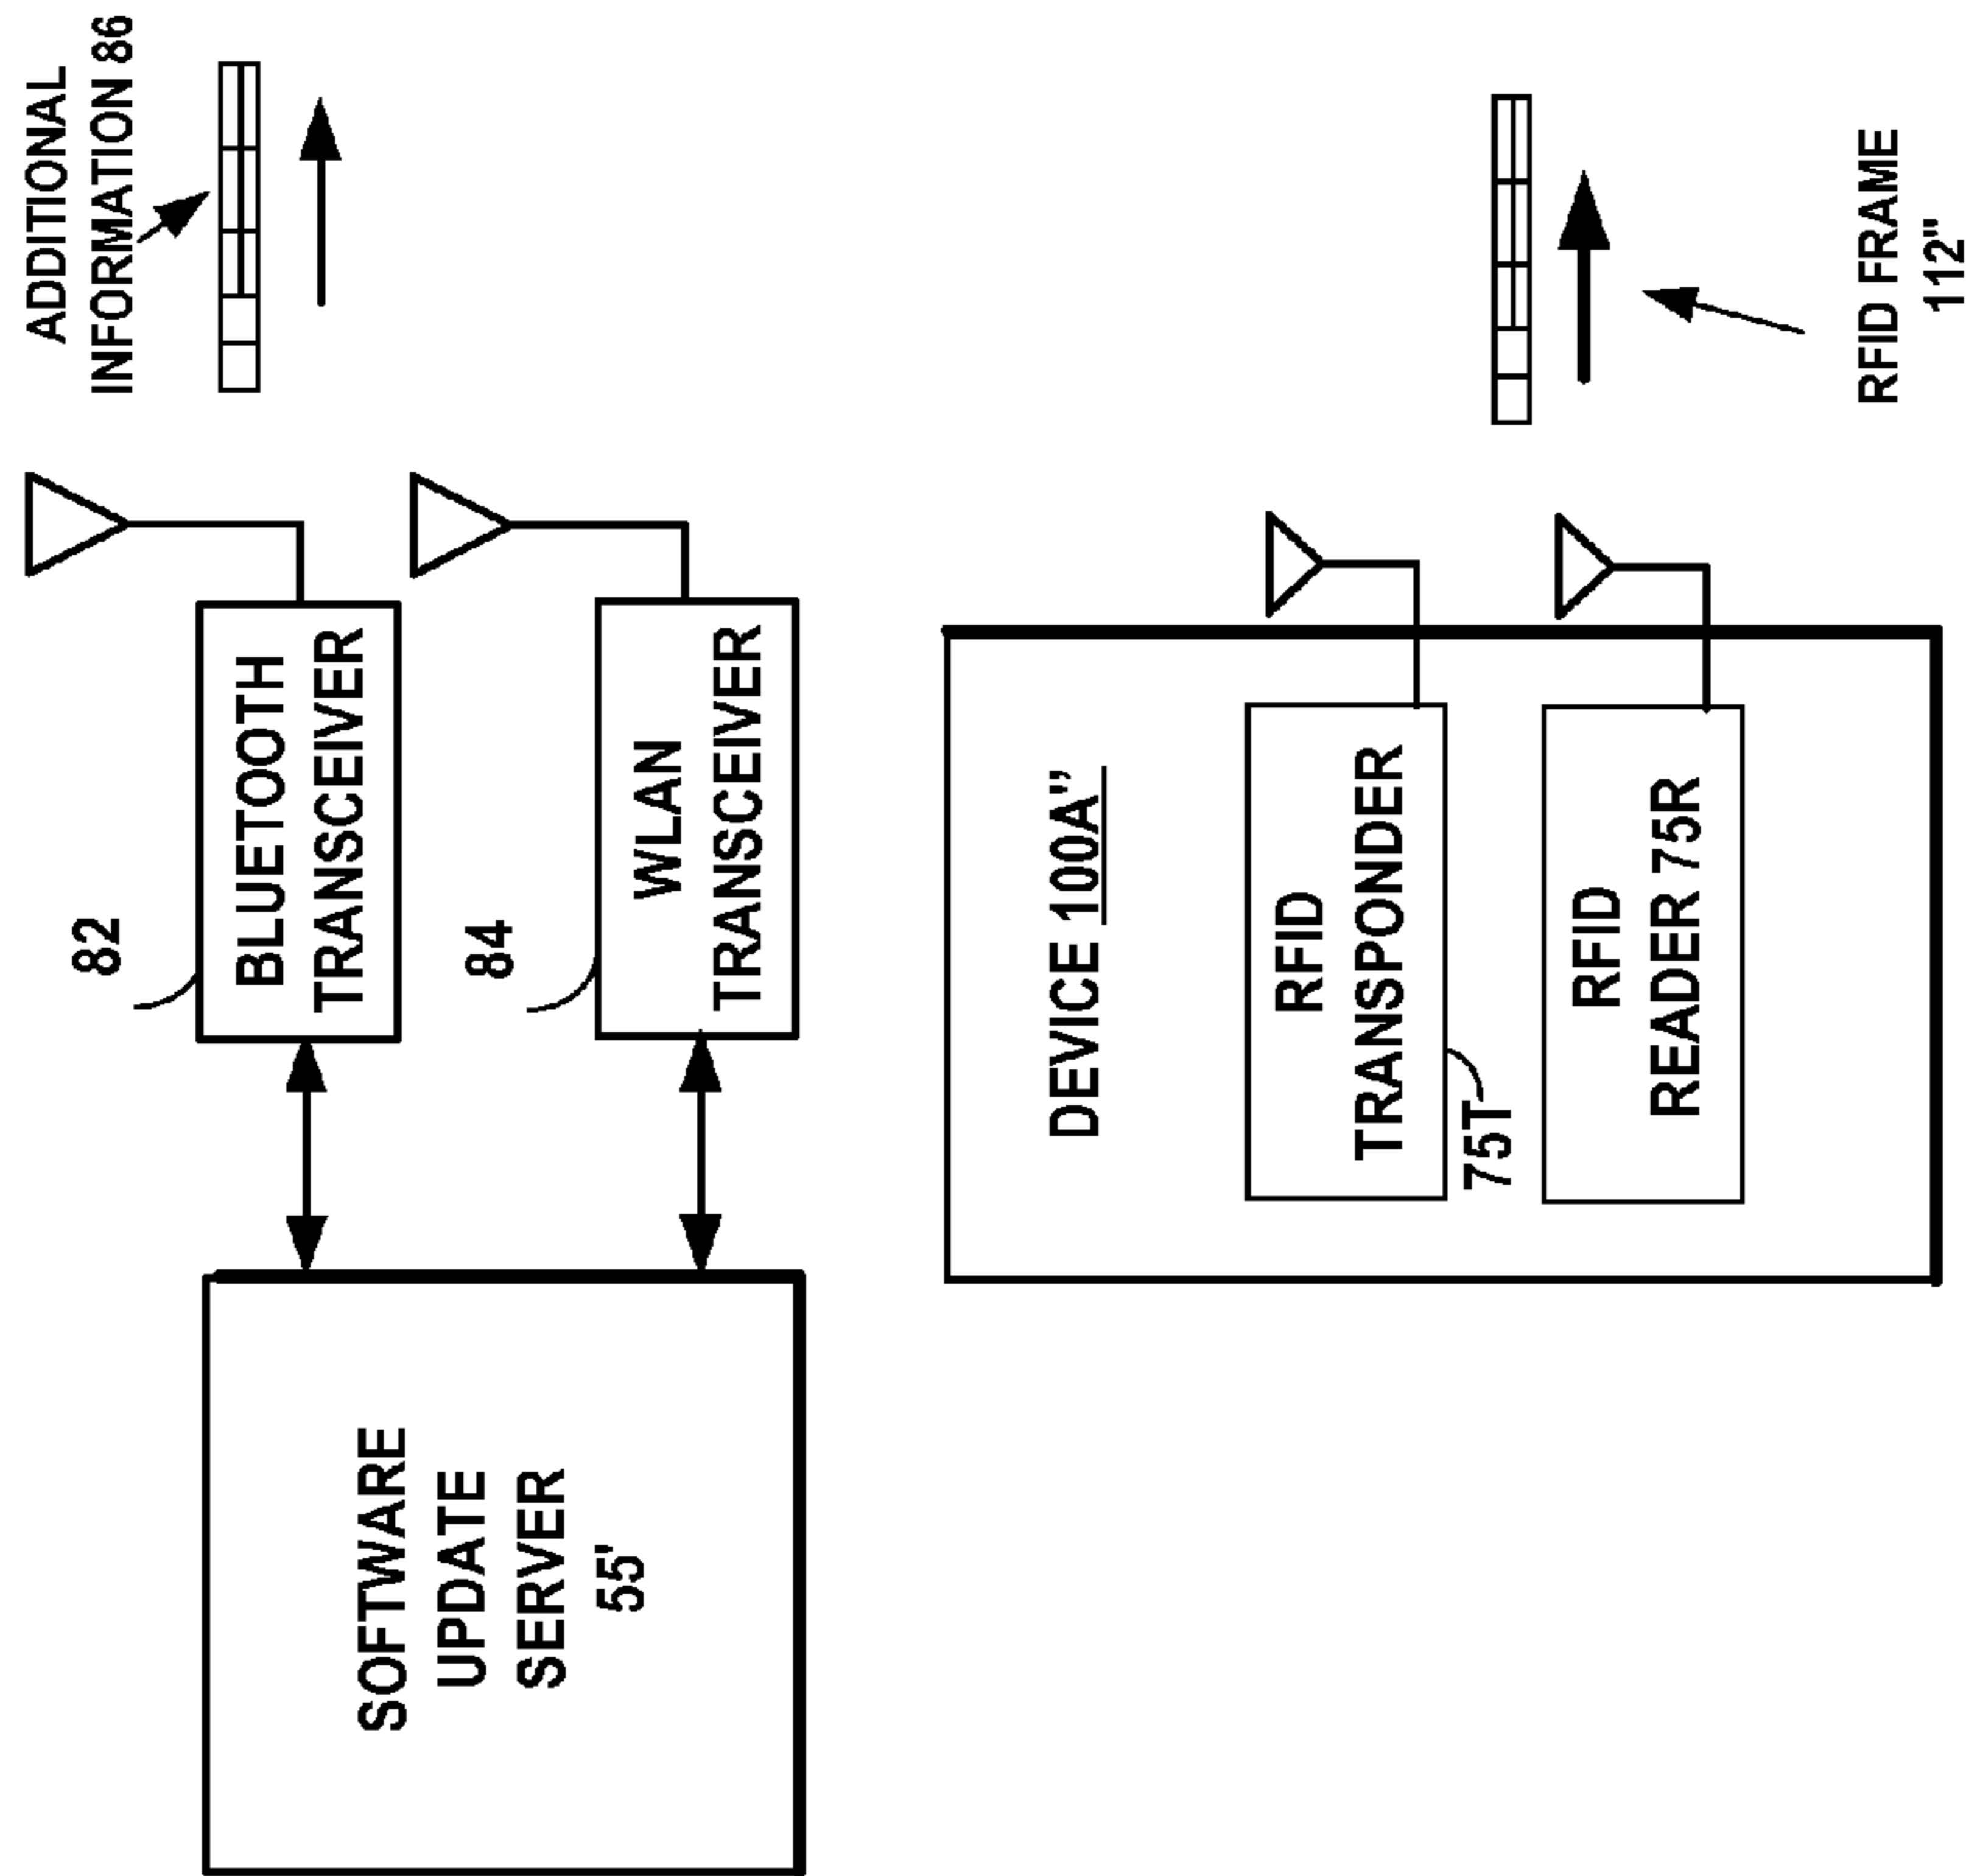 SOFTWARE
UPDATE
SERVER
55'
82
BLUETOOTH
TRANSCEIVER
84
WLAN
TRANSCEIVER
ADDITIONAL
INFORMATION 86
DEVICE 100A"
RFID
TRANSPONDER
75T
RFID
READER 75R
RFID FRAME
112"